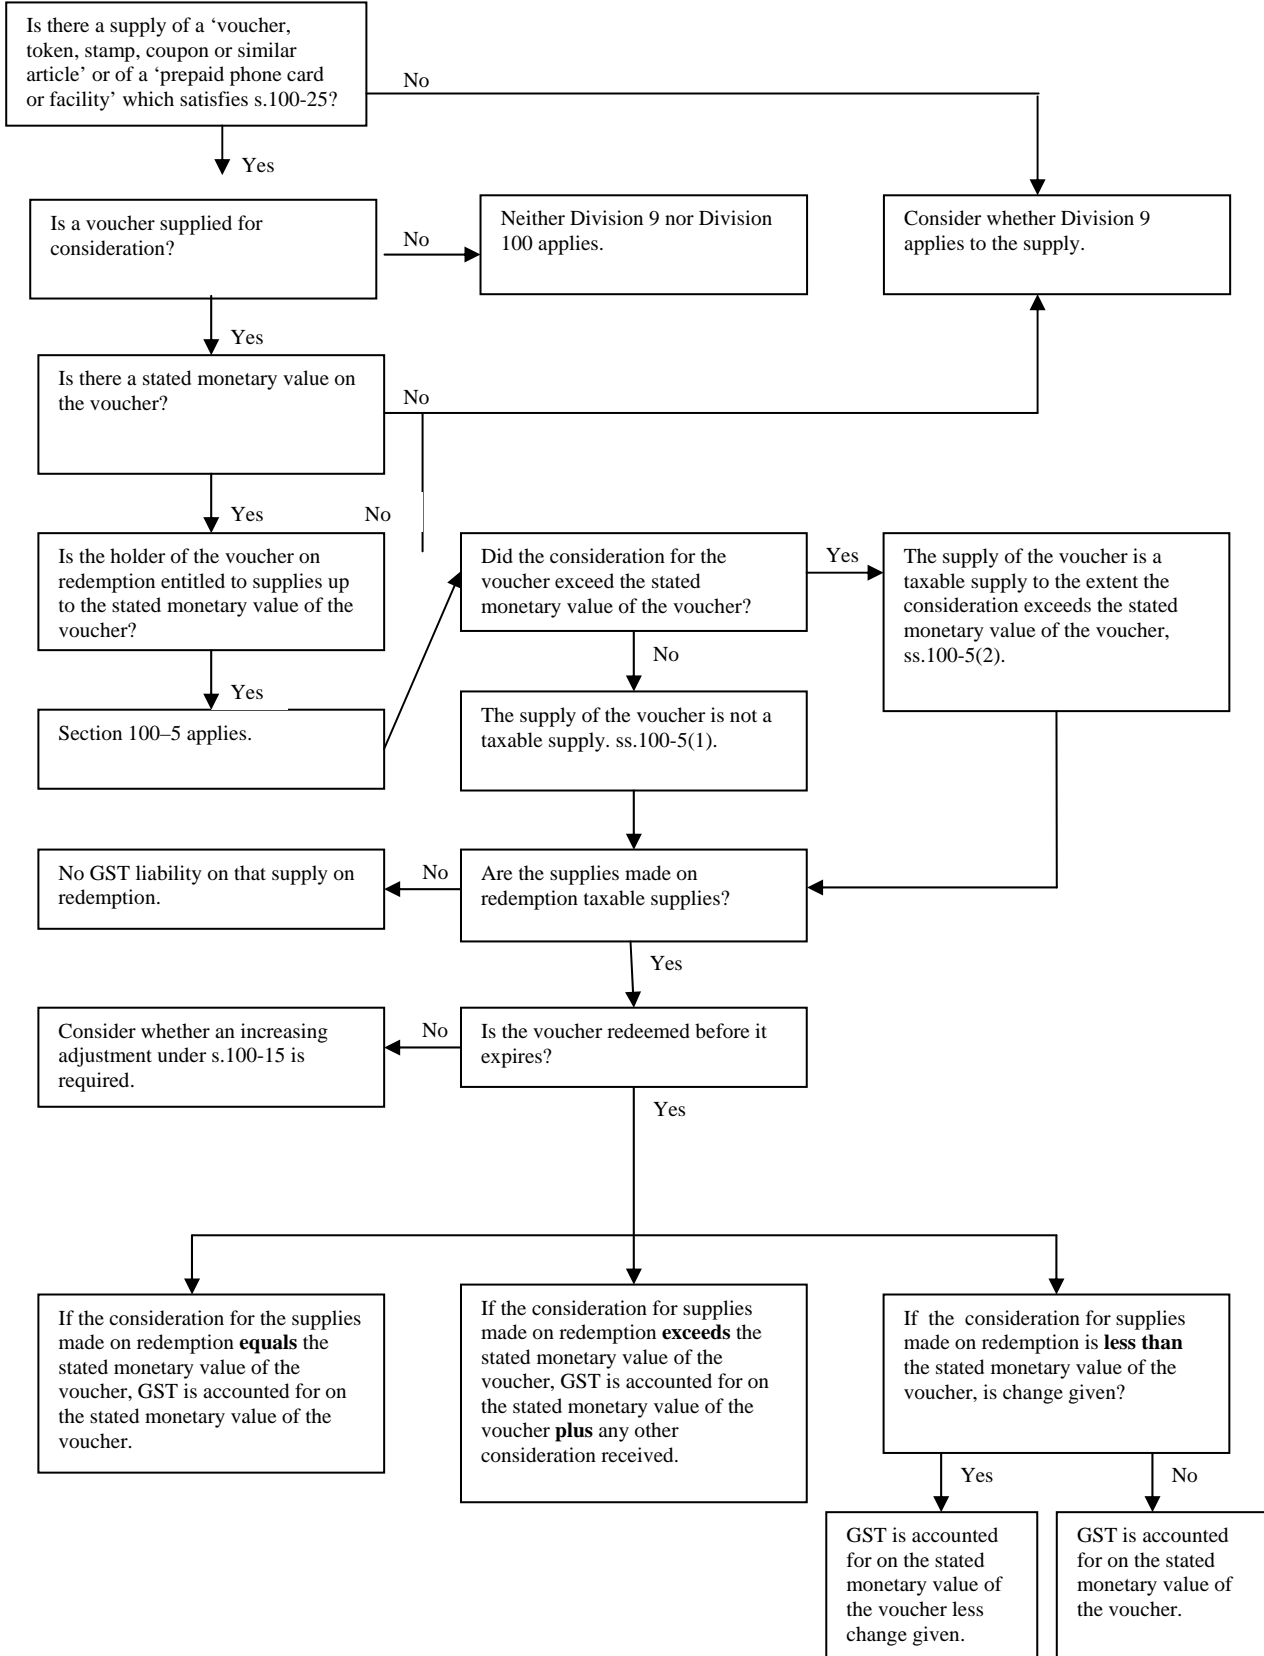 Is there a supply of a ‘voucher,
token, stamp, coupon or similar
article’ or of a ‘prepaid phone card
or facility’ which satisfies s.100-25?
No
Yes
Is a voucher supplied for
consideration?
No
Neither Division 9 nor Division
100 applies.
Consider whether Division 9
applies to the supply.
Yes
Is there a stated monetary value on
the voucher?
No
Yes
No
Is the holder of the voucher on
redemption entitled to supplies up
to the stated monetary value of the
voucher?
Did the consideration for the
voucher exceed the stated
monetary value of the voucher?
Yes
The supply of the voucher is a
taxable supply to the extent the
consideration exceeds the stated
monetary value of the voucher,
ss.100-5(2).
No
Yes
Section 100–5 applies.
The supply of the voucher is not a
taxable supply. ss.100-5(1).
No GST liability on that supply on
redemption.
No
Are the supplies made on
redemption taxable supplies?
Yes
Consider whether an increasing
adjustment under s.100-15 is
required.
No
Is the voucher redeemed before it
expires?
Yes
If the consideration for the supplies
made on redemption equals the
stated monetary value of the
voucher, GST is accounted for on
the stated monetary value of the
voucher.
If the consideration for supplies
made on redemption exceeds the
stated monetary value of the
voucher, GST is accounted for on
the stated monetary value of the
voucher plus any other
consideration received.
If the consideration for supplies
made on redemption is less than
the stated monetary value of the
voucher, is change given?
Yes
No
GST is accounted
for on the stated
monetary value of
the voucher less
change given.
GST is accounted
for on the stated
monetary value of
the voucher.